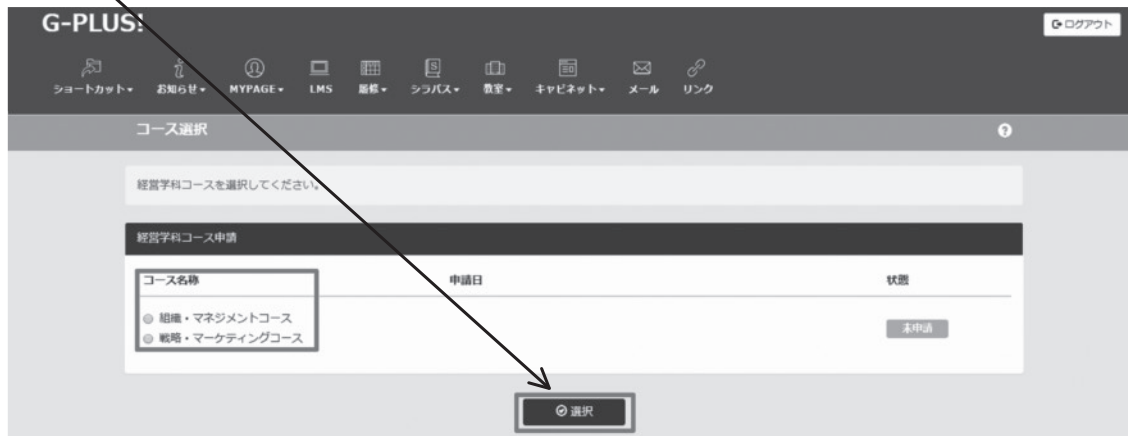 G-PLUS!
ログアウト
ショートカット お知らせ MYPAGE LMS 履修 シラバス 教室 キャビネット メール リンク
コース選択
経営学科コースを選択してください。
経営学科コース申請
コース名称 申請日 状態
組織・マネジメントコース
未申請
戦略・マーケティングコース
選択